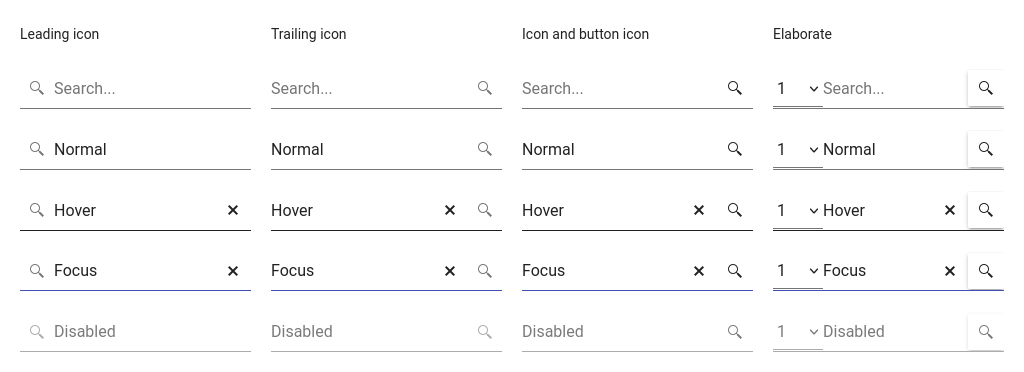 Leading icon Trailing icon Icon and button icon Elaborate
Search... Search... Search... 1 Search...
Normal Normal Normal 1 Normal
Hover Hover Hover 1 Hover
Focus Focus Focus 1 Focus
Disabled Disabled Disabled 1 Disabled